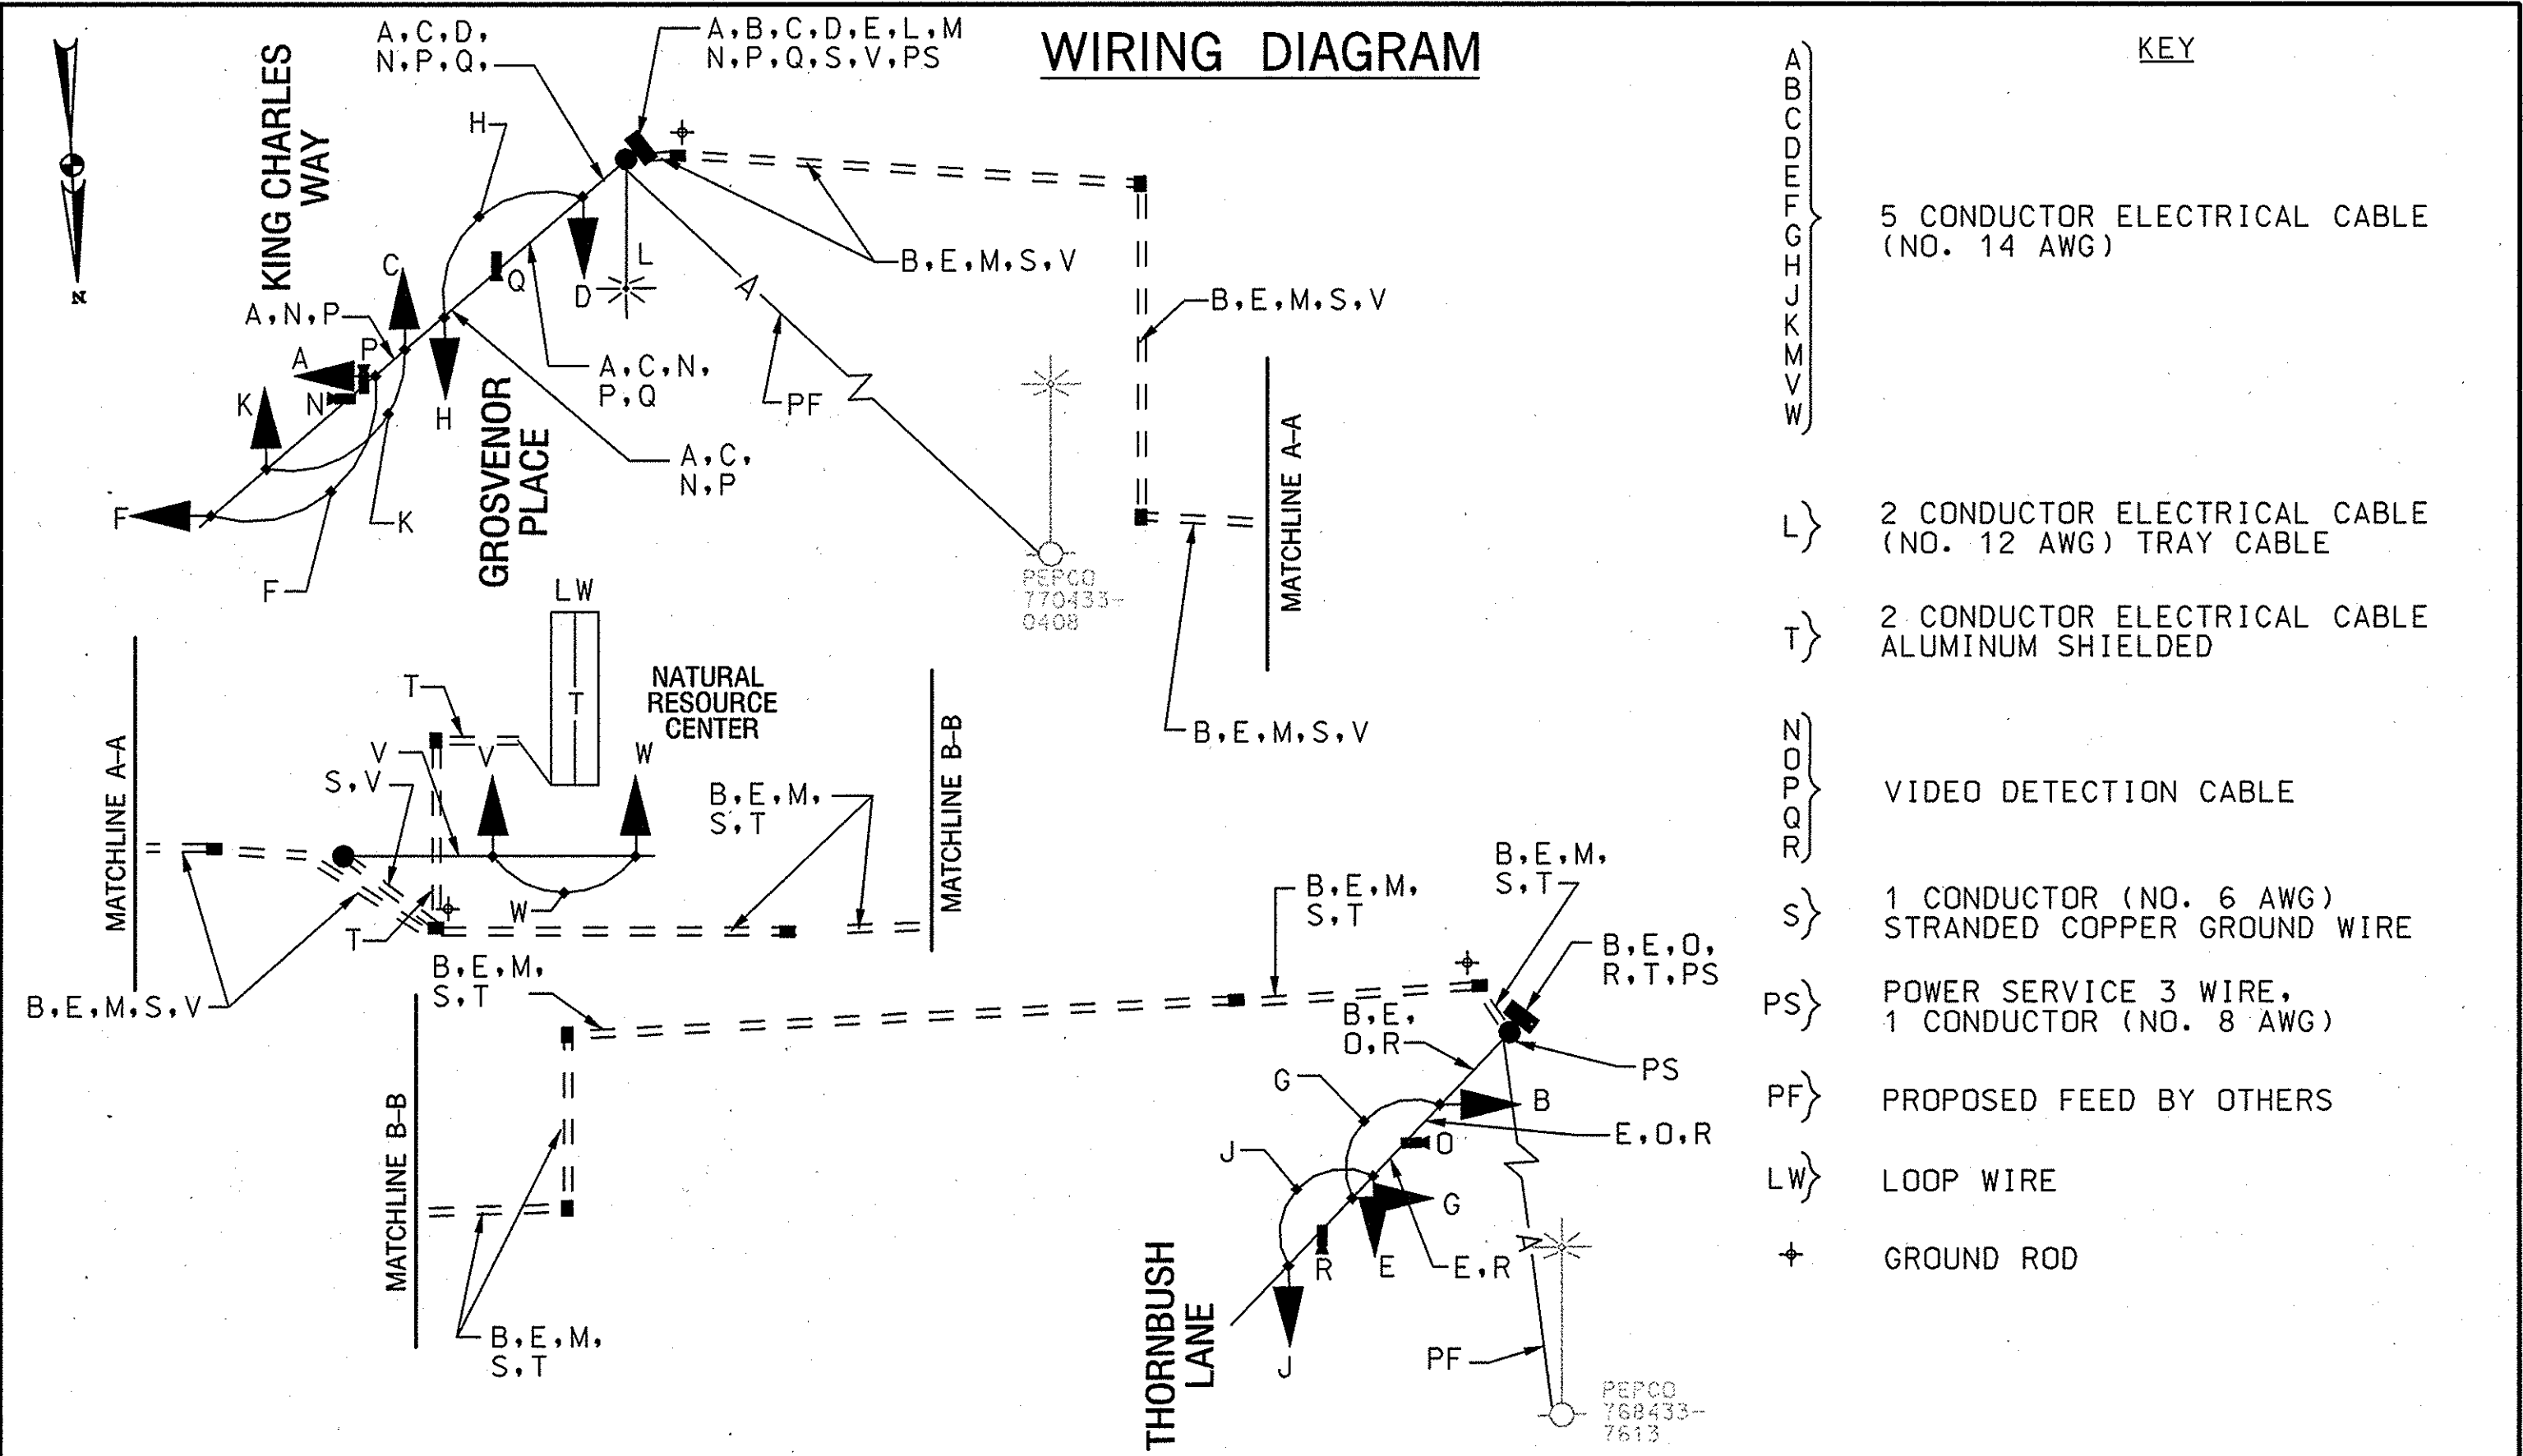 WIRING DIAGRAM
A,C,D,
N,P,Q,
A,B,C,D,E,L,M
N,P,Q,S,V,PS
KING CHARLES
WAY
N
H
C
Q
D
L
A
B,E,M,S,V
B,E,M,S,V
A,N,P
A
P
K
N
H
A,C,N,
P,Q
PF
GROSVENOR
PLACE
A,C,
N,P
F
K
F
PEPCO
770433-
0408
MATCHLINE A-A
B,E,M,S,V
LW
T
T
NATURAL
RESOURCE
CENTER
MATCHLINE A-A
V
S,V
V
W
B,E,M,
S,T
MATCHLINE B-B
W
T
B,E,M,S,V
B,E,M,
S,T
MATCHLINE B-B
B,E,M,
S,T
B,E,M,
S,T
B,E,M,
S,T
B,E,O,
R,T,PS
B,E,
O,R
PS
G
B
E,O,R
O
J
G
R
E
E,R
A
J
THORNBUSH
LANE
PF
PEPCO
768433-
7613
KEY
A
B
C
D
E
F
G
H
J
K
M
V
W
5 CONDUCTOR ELECTRICAL CABLE
(NO. 14 AWG)
L
2 CONDUCTOR ELECTRICAL CABLE
(NO. 12 AWG) TRAY CABLE
T
2 CONDUCTOR ELECTRICAL CABLE
ALUMINUM SHIELDED
N
O
P
Q
R
VIDEO DETECTION CABLE
S
1 CONDUCTOR (NO. 6 AWG)
STRANDED COPPER GROUND WIRE
PS
POWER SERVICE 3 WIRE,
1 CONDUCTOR (NO. 8 AWG)
PF
PROPOSED FEED BY OTHERS
LW
LOOP WIRE
GROUND ROD